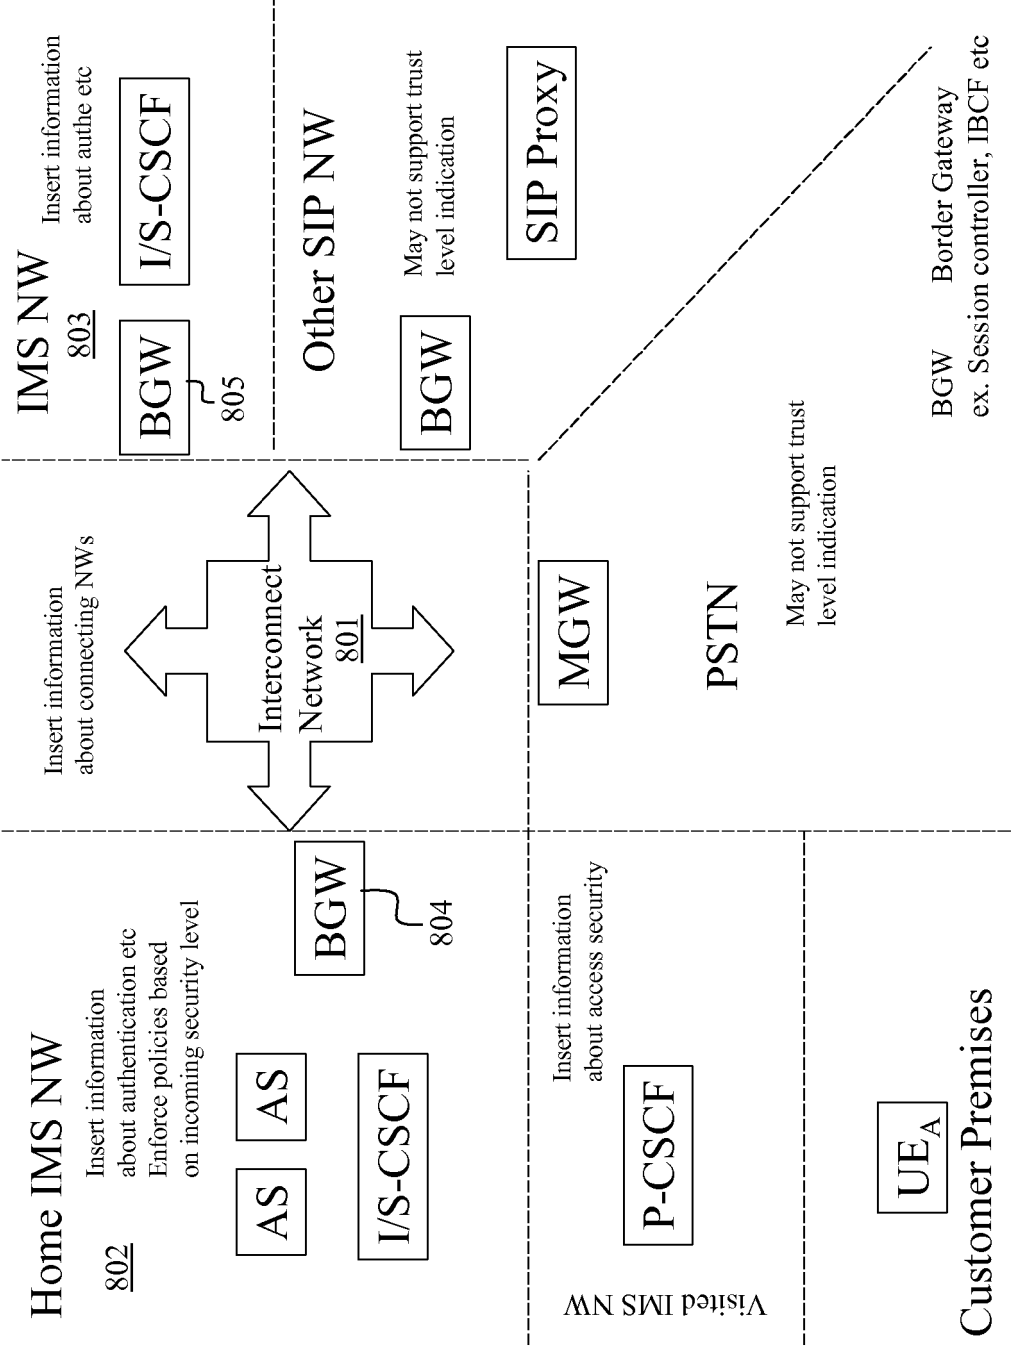 Home IMS NW
802
Insert information
about authentication etc
Enforce policies based
on incoming security level
AS
AS
I/S-CSCF
BGW
804
Insert information
about connecting NWs
Interconnect
Network
801
IMS NW
803
Insert information
about authe etc
BGW
805
I/S-CSCF
Other SIP NW
May not support trust
level indication
BGW
SIP Proxy
Visited IMS NW
Insert information
about access security
P-CSCF
MGW
PSTN
May not support trust
level indication
UEA
Customer Premises
BGW Border Gateway
ex. Session controller, IBCF etc